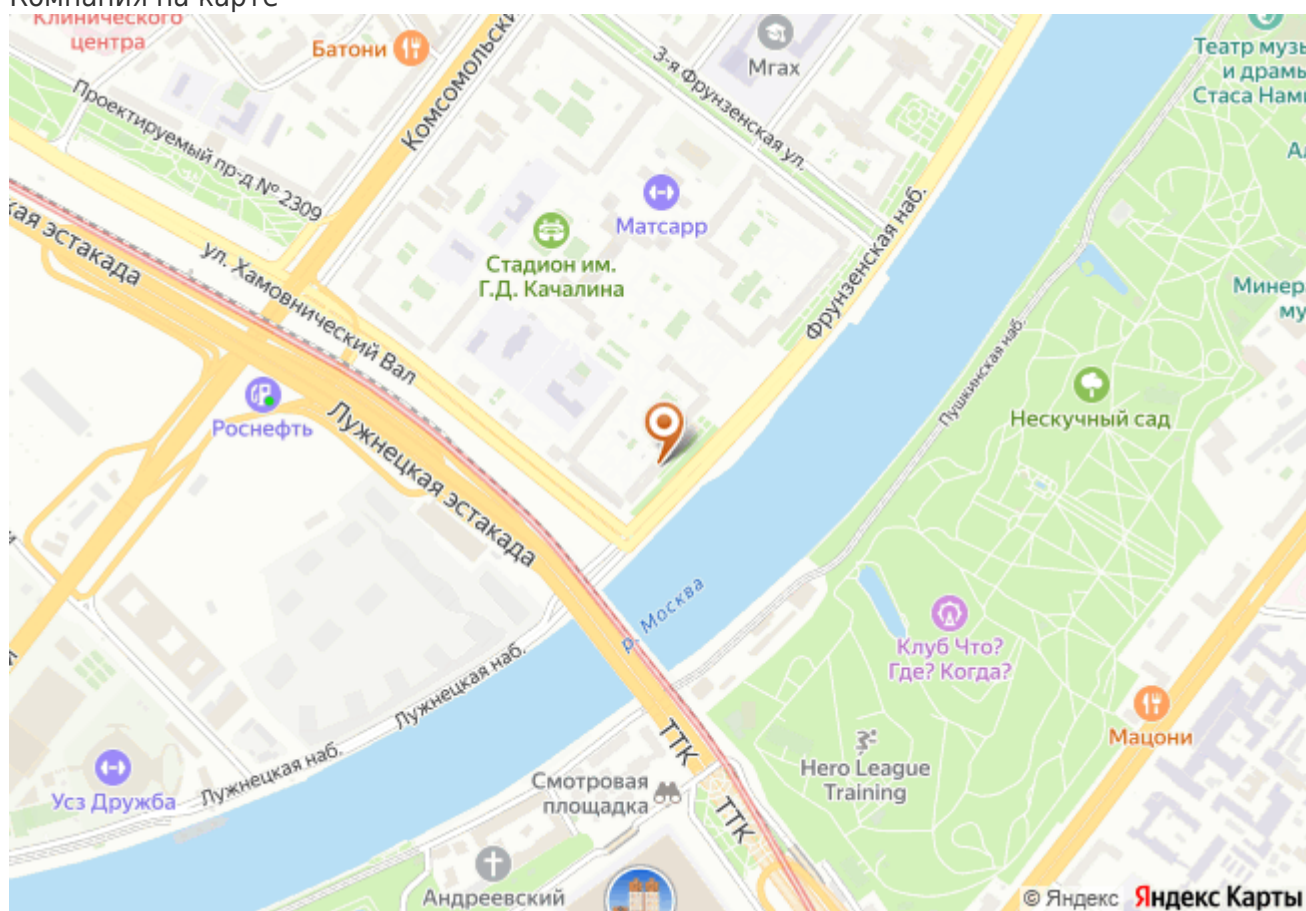 Компания на карте
Клинического
центра
Батони
Комсомольски
Мгах
3-я Фрунзенская ул.
Театр музы
и драмы
Стаса Нами
Ал
Проектируемый пр-д № 2309
Матсарр
Стадион им.
Г.Д. Качалина
Фрунзенская наб.
кая эстакада
ул. Хамовнический Вал
Минер
му
Пушкинская наб.
Нескучный сад
Роснефть
Лужнецкая эстакада
р. Москва
Клуб Что?
Где? Когда?
Лужнецкая наб.
Мацони
ТТК
Hero League
Training
Лужнецкая наб.
Усз Дружба
Смотровая
площадка
ТТК
Андреевский
© Яндекс Яндекс Карты